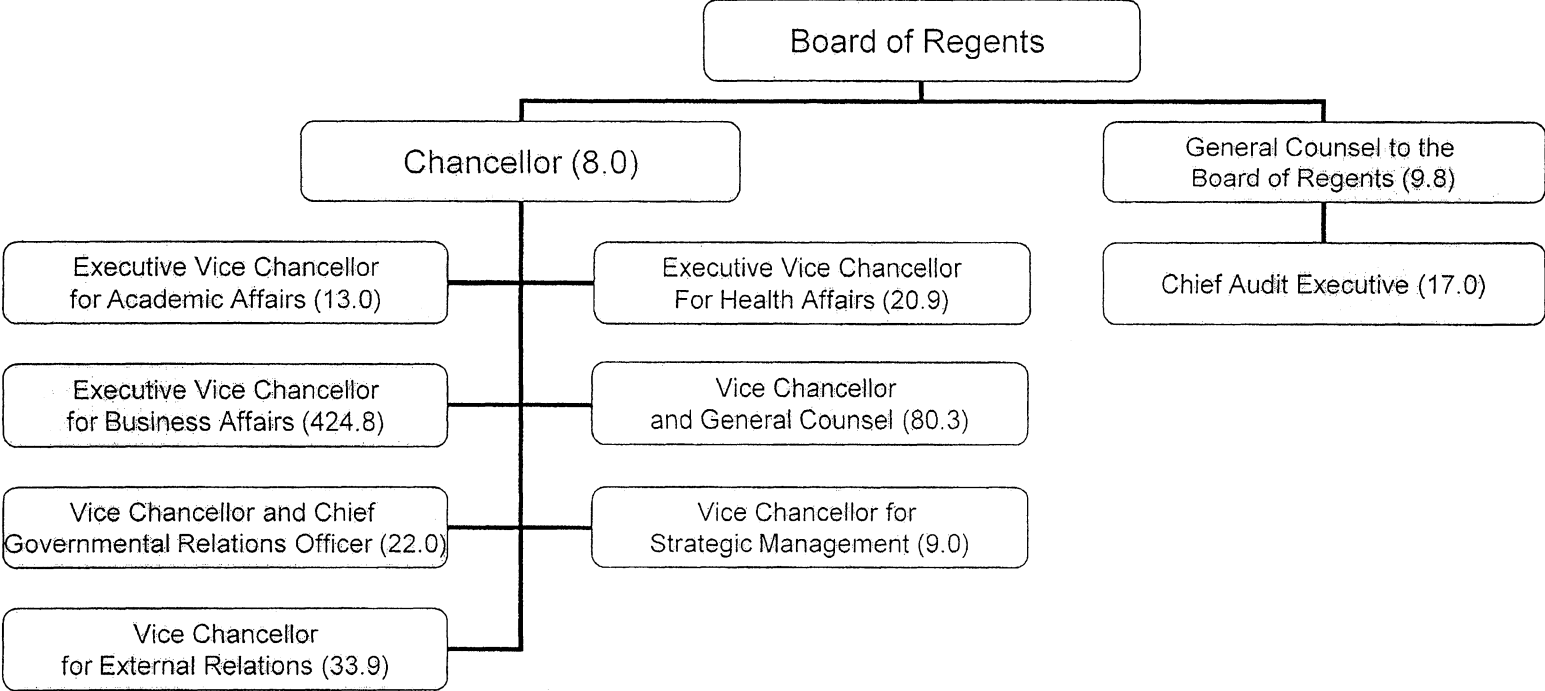 Board of Regents
Chancellor (8.0)
General Counsel to the
Board of Regents (9.8)
Executive Vice Chancellor
for Academic Affairs (13.0)
Executive Vice Chancellor
For Health Affairs (20.9)
Chief Audit Executive (17.0)
Executive Vice Chancellor
for Business Affairs (424.8)
Vice Chancellor
and General Counsel (80.3)
Vice Chancellor and Chief
Governmental Relations Officer (22.0)
Vice Chancellor for
Strategic Management (9.0)
Vice Chancellor
for External Relations (33.9)